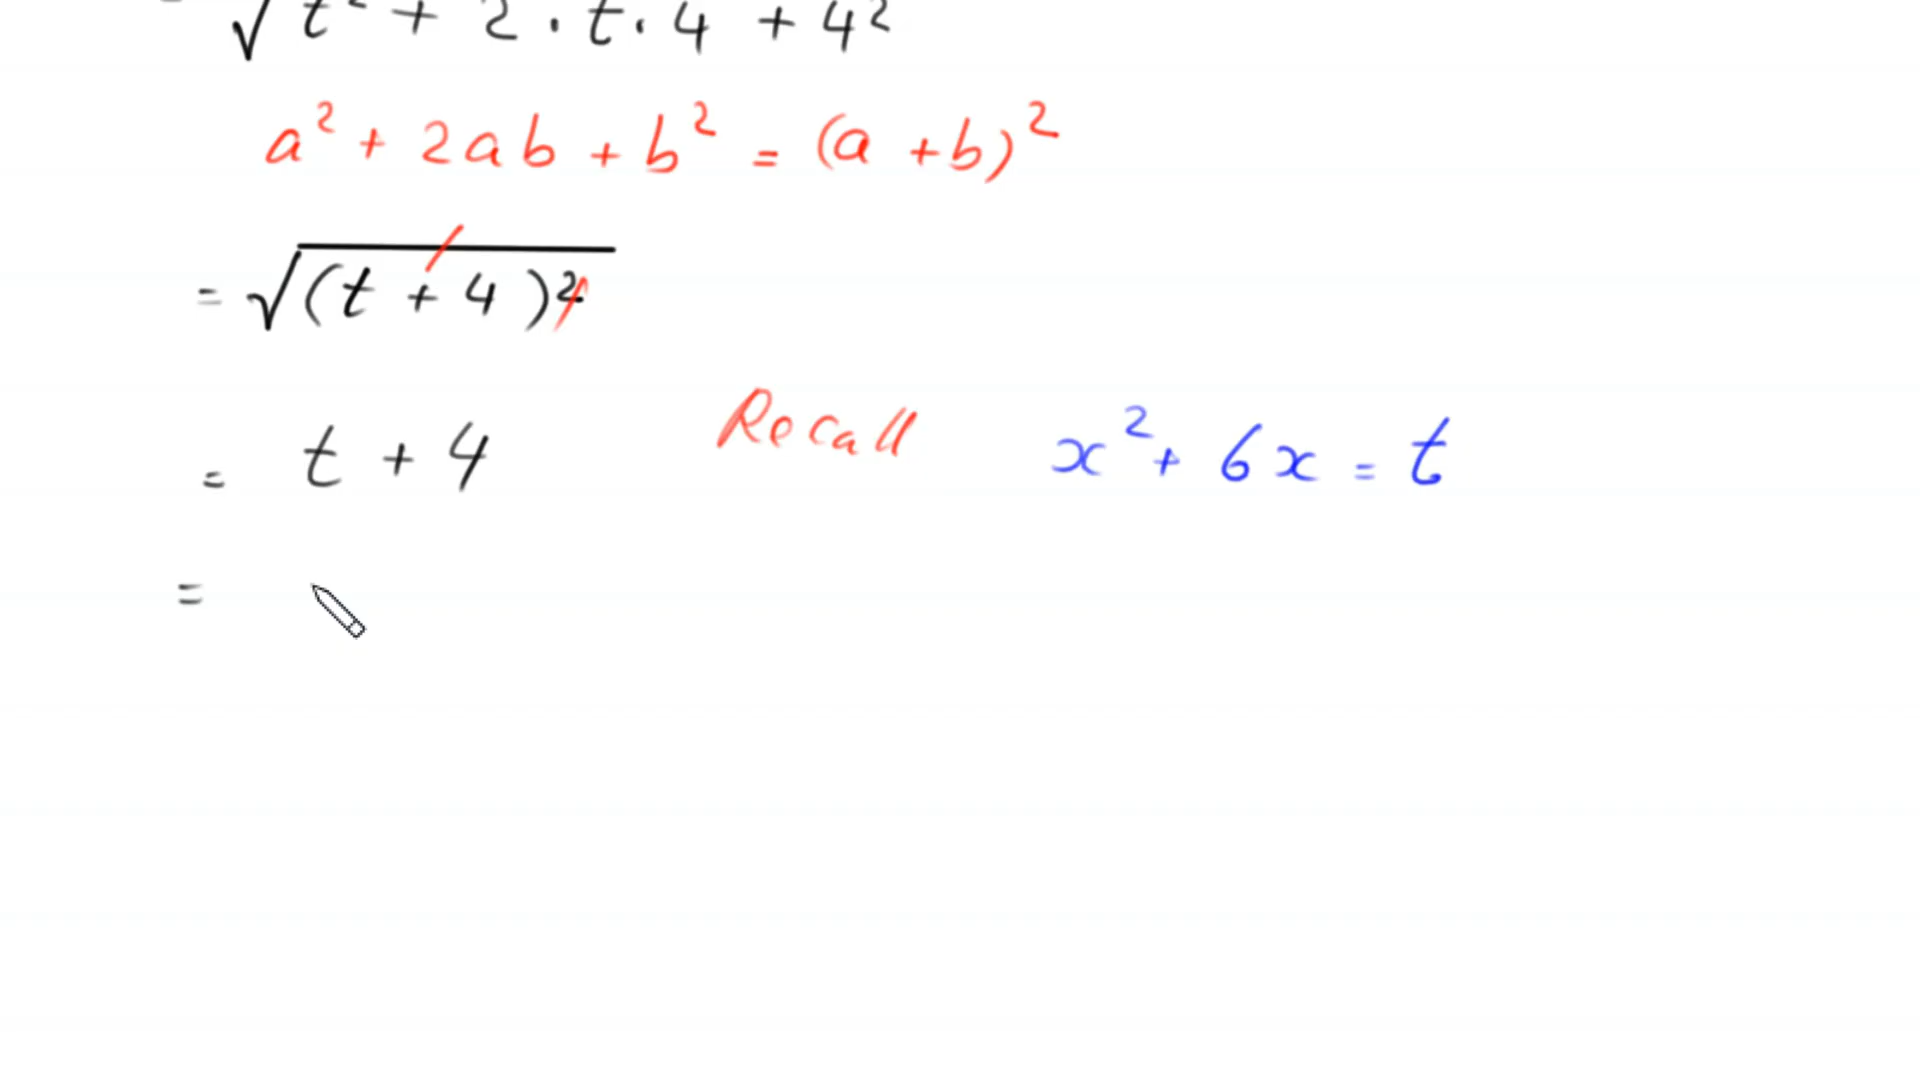 √t² + 2 · t · 4 + 4²
a² + 2ab + b² = (a + b)²
= √(t + 4)²
= t + 4 Recall x² + 6x = t
=